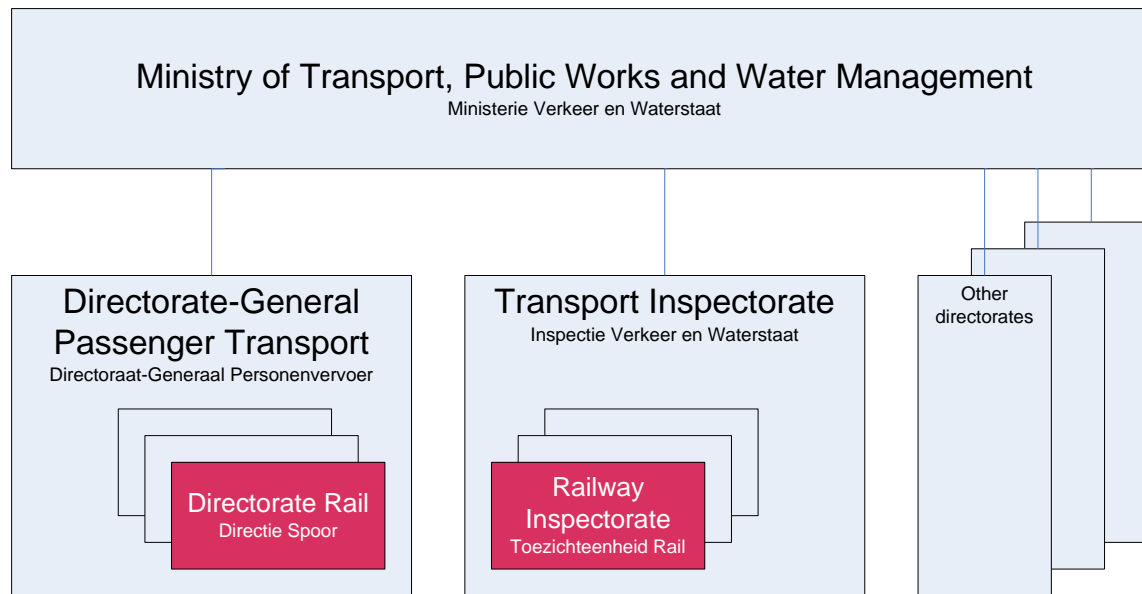 Ministry of Transport, Public Works and Water Management
Ministerie Verkeer en Waterstaat
Directorate-General
Passenger Transport
Directoraat-Generaal Personenvervoer
Directorate Rail
Directie Spoor
Transport Inspectorate
Inspectie Verkeer en Waterstaat
Railway
Inspectorate
Toezichteenheid Rail
Other
directorates